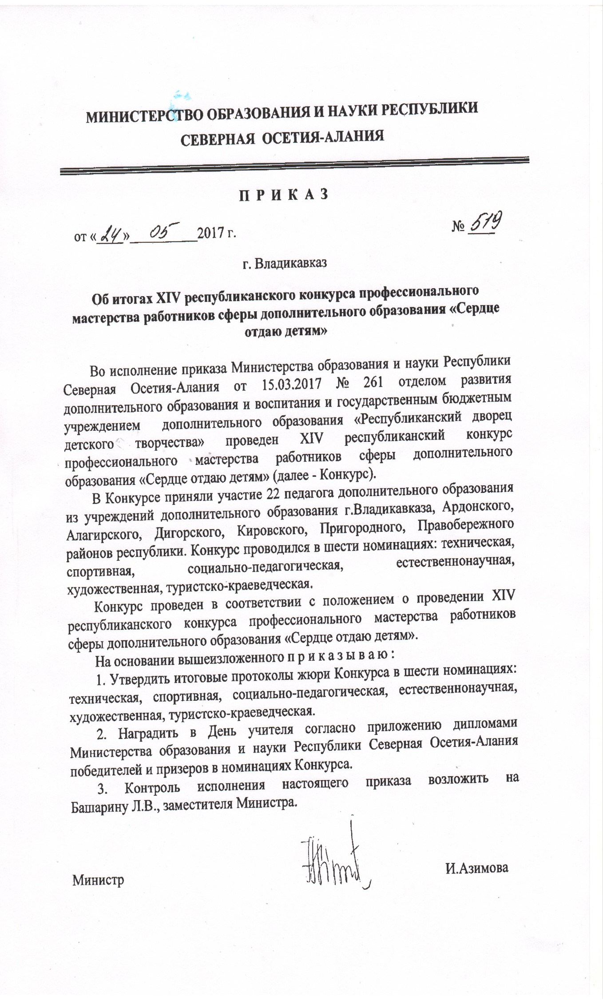 МИНИСТЕРСТВО ОБРАЗОВАНИЯ И НАУКИ РЕСПУБЛИКИ
СЕВЕРНАЯ ОСЕТИЯ-АЛАНИЯ
П Р И К А З
от «24» 05 2017 г. № 519
г. Владикавказ
Об итогах XIV республиканского конкурса профессионального
мастерства работников сферы дополнительного образования «Сердце
отдаю детям»
Во исполнение приказа Министерства образования и науки Республики
Северная Осетия-Алания от 15.03.2017 № 261 отделом развития
дополнительного образования и воспитания и государственным бюджетным
учреждением дополнительного образования «Республиканский дворец
детского творчества» проведен XIV республиканский конкурс
профессионального мастерства работников сферы дополнительного
образования «Сердце отдаю детям» (далее - Конкурс).
В Конкурсе приняли участие 22 педагога дополнительного образования
из учреждений дополнительного образования г.Владикавказа, Ардонского,
Алагирского, Дигорского, Кировского, Пригородного, Правобережного
районов республики. Конкурс проводился в шести номинациях: техническая,
спортивная, социально-педагогическая, естественнонаучная,
художественная, туристско-краеведческая.
Конкурс проведен в соответствии с положением о проведении XIV
республиканского конкурса профессионального мастерства работников
сферы дополнительного образования «Сердце отдаю детям».
На основании вышеизложенного п р и к а з ы в а ю :
1. Утвердить итоговые протоколы жюри Конкурса в шести номинациях:
техническая, спортивная, социально-педагогическая, естественнонаучная,
художественная, туристско-краеведческая.
2. Наградить в День учителя согласно приложению дипломами
Министерства образования и науки Республики Северная Осетия-Алания
победителей и призеров в номинациях Конкурса.
3. Контроль исполнения настоящего приказа возложить на
Башарину Л.В., заместителя Министра.
Министр И.Азимова